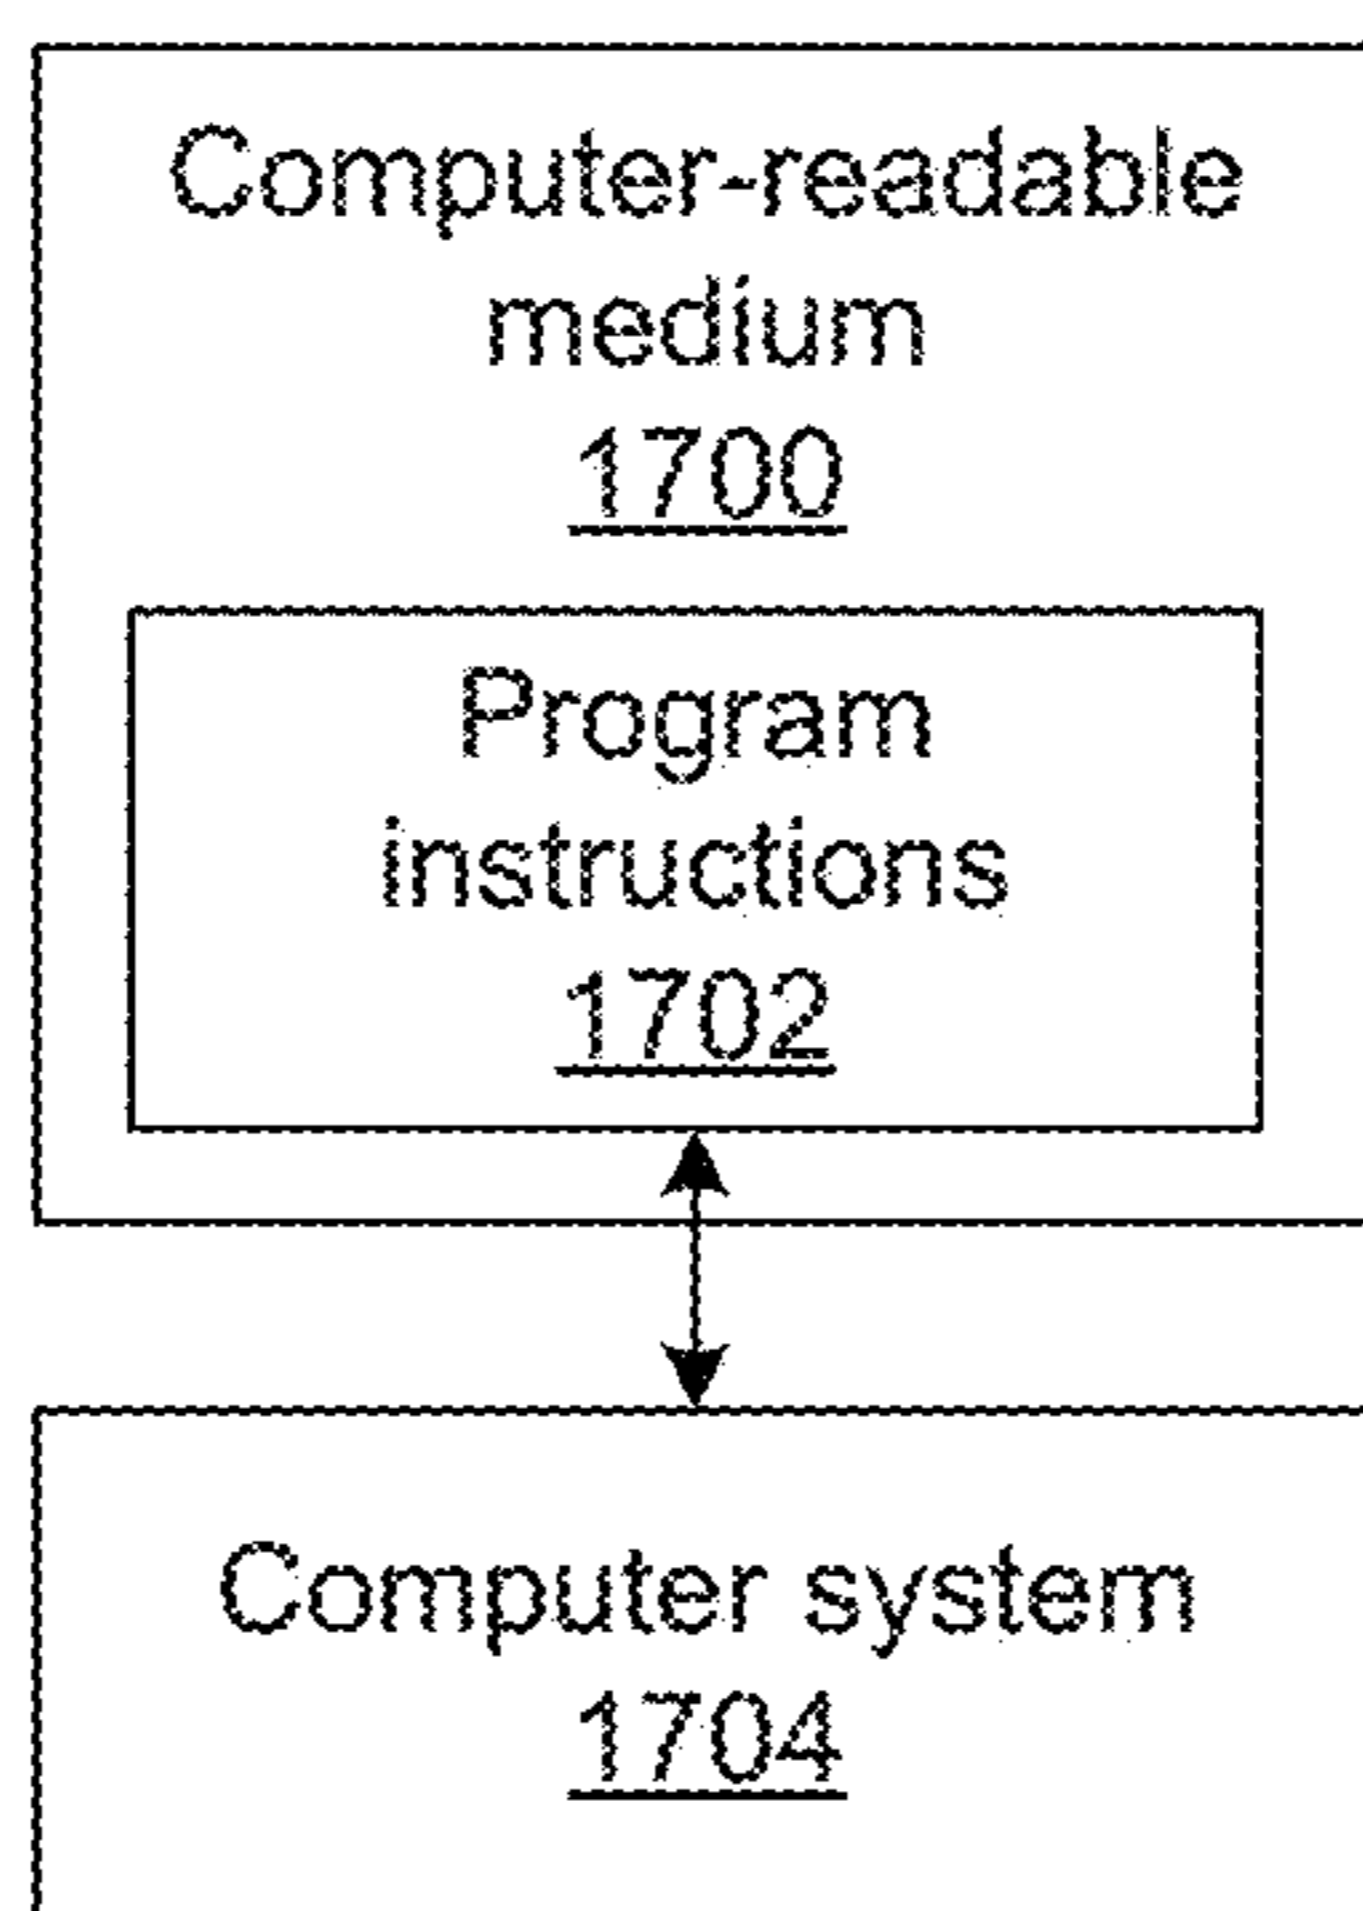 Computer-readable
medium
1700
Program
instructions
1702
Computer system
1704